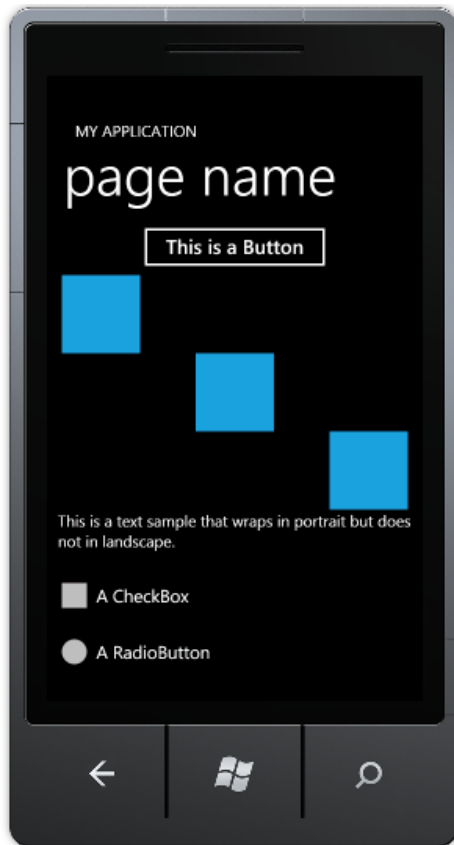 MY APPLICATION
page name
This is a Button
This is a text sample that wraps in portrait but does
not in landscape.
A CheckBox
A RadioButton